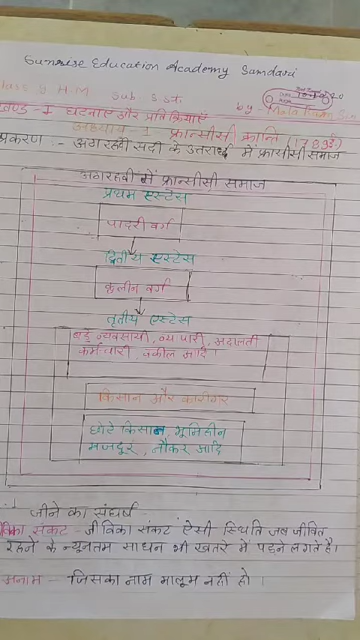 Sunrise Education Academy Samdari
class 9 H.M Sub S.St. by
खण्ड-I घटनाएँ और प्रतिक्रियाएँ
अध्याय-1 फ्रान्सीसी क्रान्ति
प्रकरण :- अठारहवीं सदी के उत्तरार्ध में फ्रांसीसी समाज
अठारहवीं में फ्रान्सीसी समाज
प्रथम एस्टेस
पादरी वर्ग
द्वितीय एस्टेस
कुलीन वर्ग
तृतीय एस्टेस
बड़े व्यवसायी, व्यापारी, अदालती
कर्मचारी, वकील आदि।
किसान और कारीगर
छोटे किसान, भूमिहीन
मजदूर, नौकर आदि
जीने का संघर्ष
संकट - जीविका संकट ऐसी स्थिति जब जीवित
रहने के न्यूनतम साधन भी खतरे में पड़ने लगते है।
अनाम - जिसका नाम मालूम नहीं हो।